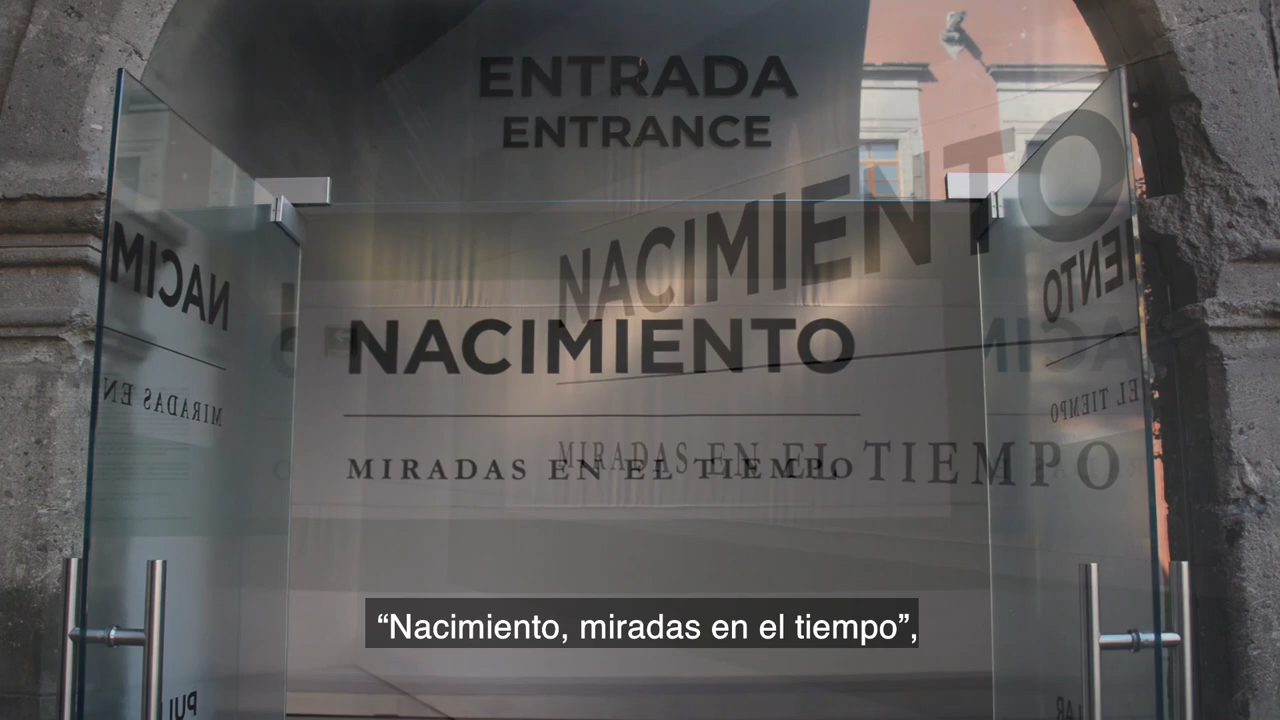 ENTRADA
ENTRANCE
NACIMIENTO
NACIMIENTO
MIRADAS EN EL TIEMPO
MIRADAS EN EL TIEMPO
NACIM
MIRADAS EN
IENTO
EL TIEMPO
“Nacimiento, miradas en el tiempo”,